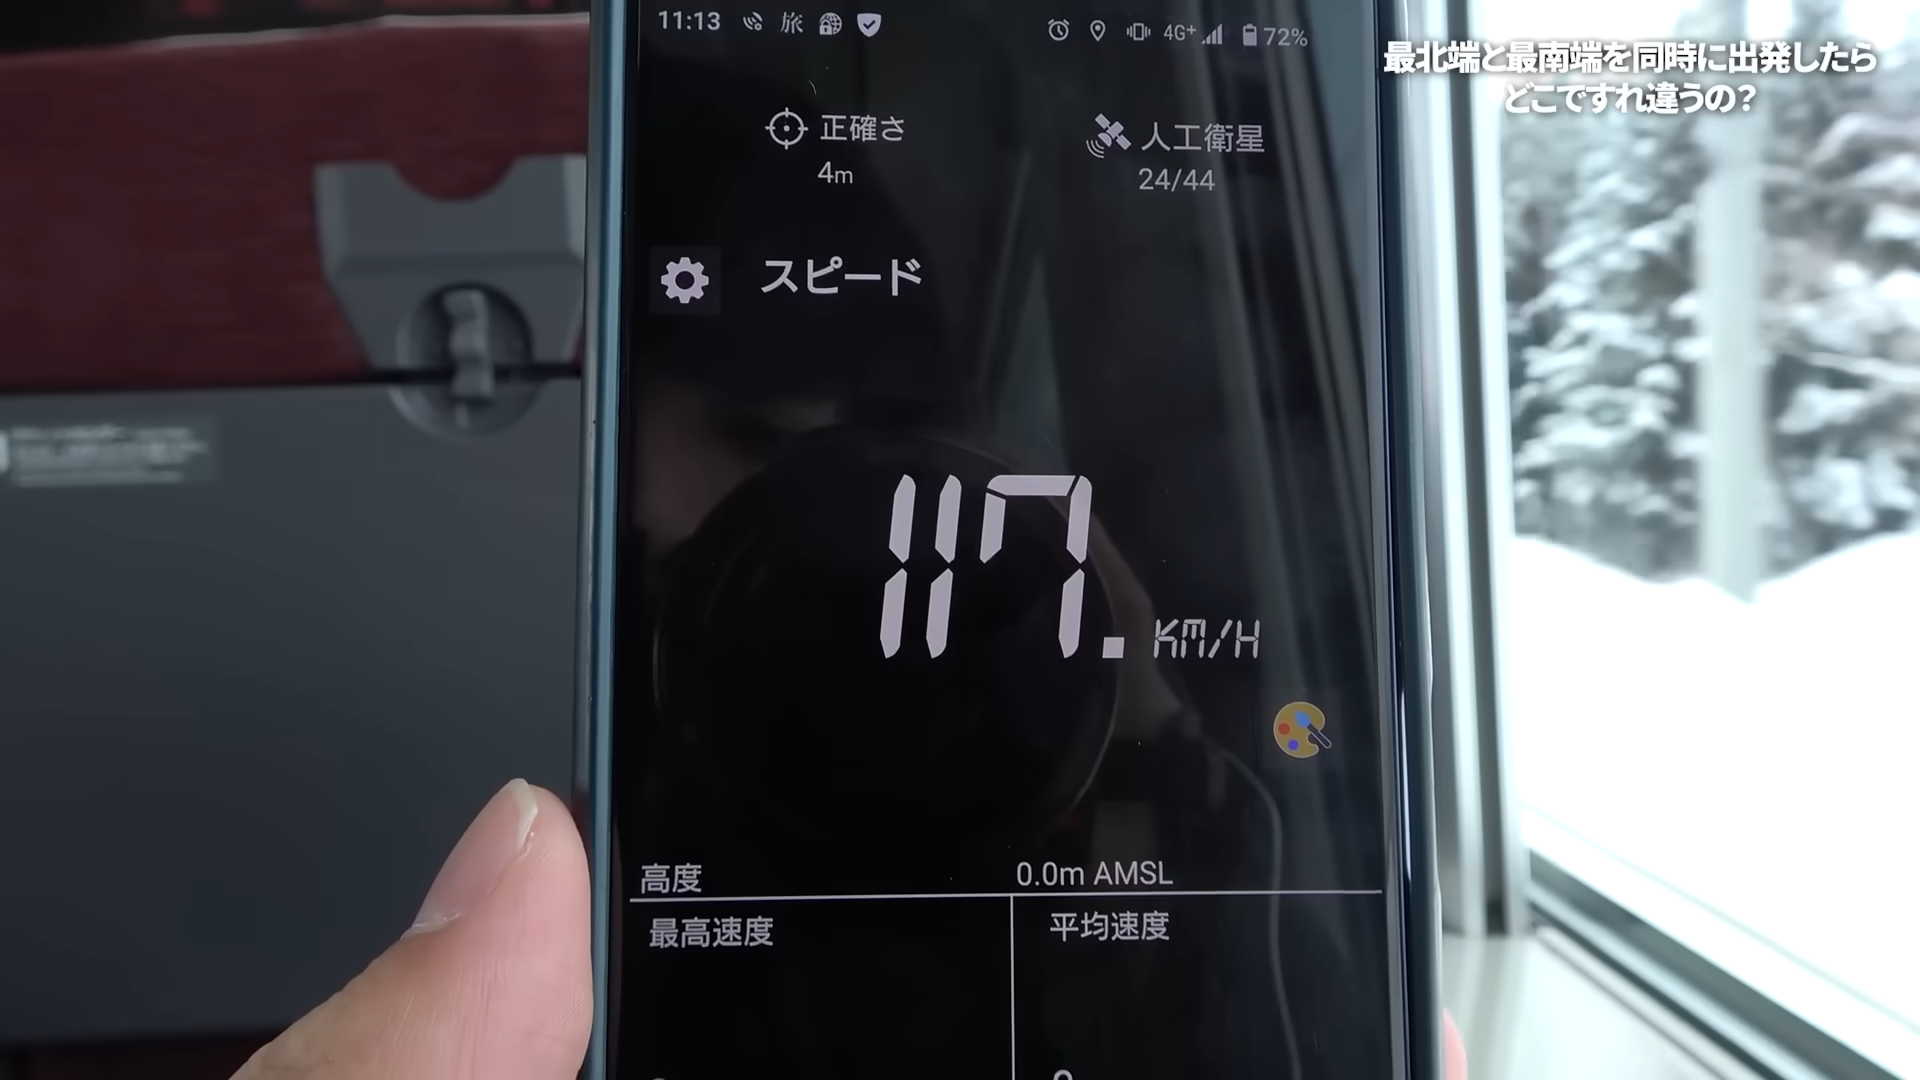 11:13 旅 4G+ 72%
最北端と最南端を同時に出発したら
どこですれ違うの？
正確さ
4m
人工衛星
24/44
スピード
117. KM/H
高度 0.0m AMSL
最高速度 平均速度